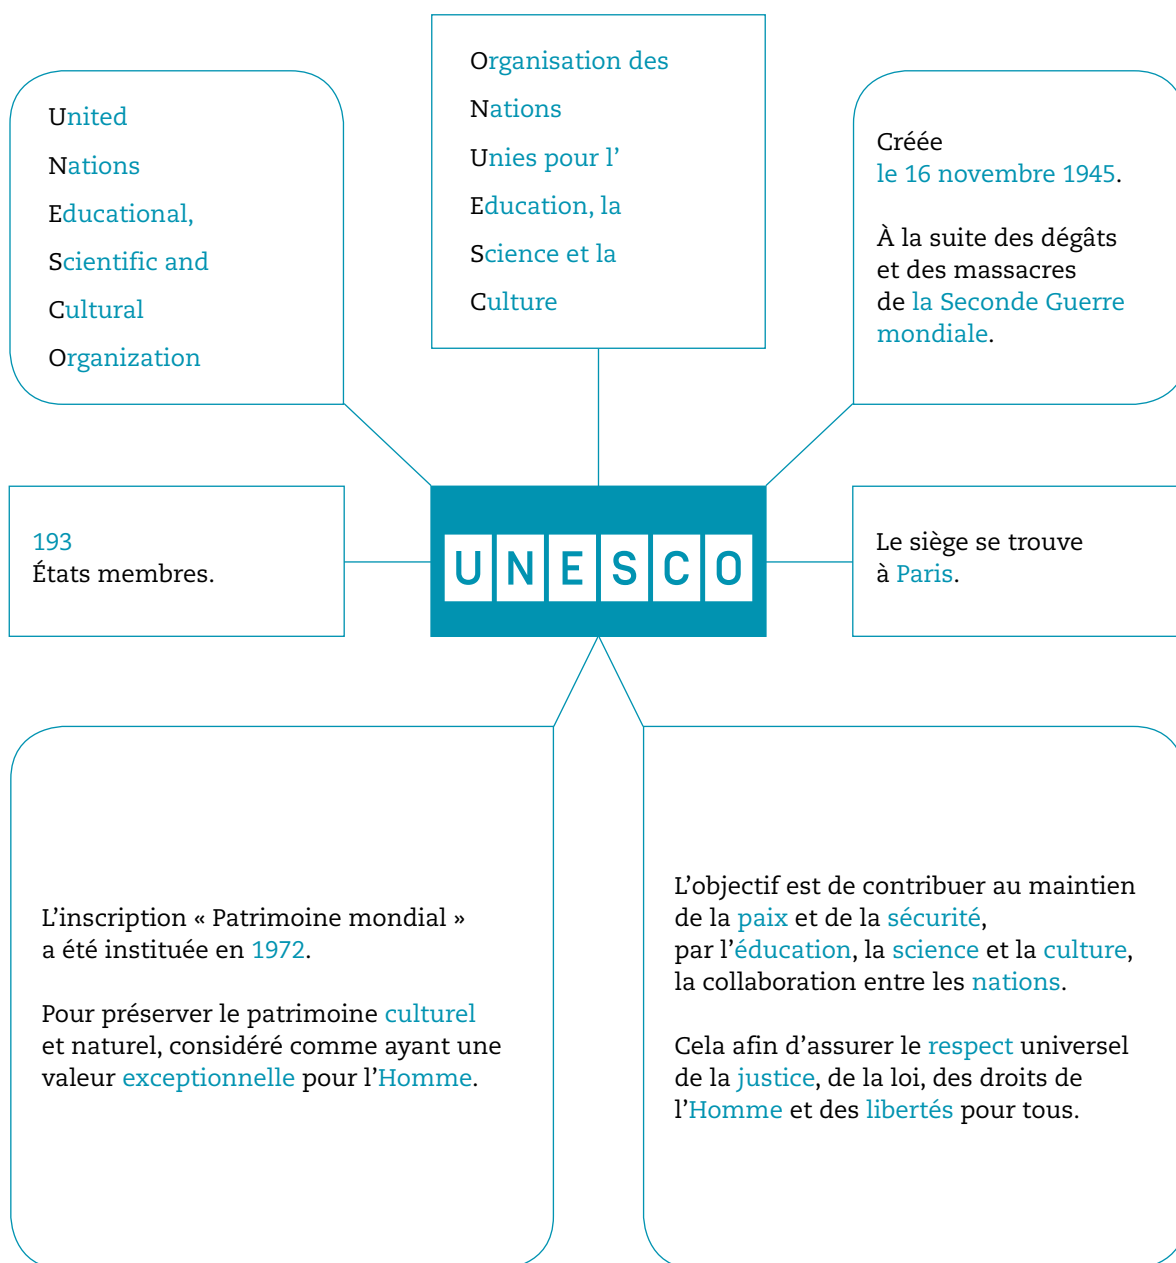 United
Nations
Educational,
Scientific and
Cultural
Organization
Organisation des
Nations
Unies pour l’
Education, la
Science et la
Culture
Créée
le 16 novembre 1945.
À la suite des dégâts
et des massacres
de la Seconde Guerre
mondiale.
193
États membres.
UNESCO
Le siège se trouve
à Paris.
L’inscription « Patrimoine mondial »
a été instituée en 1972.
Pour préserver le patrimoine culturel
et naturel, considéré comme ayant une
valeur exceptionnelle pour l’Homme.
L’objectif est de contribuer au maintien
de la paix et de la sécurité,
par l’éducation, la science et la culture,
la collaboration entre les nations.
Cela afin d’assurer le respect universel
de la justice, de la loi, des droits de
l’Homme et des libertés pour tous.